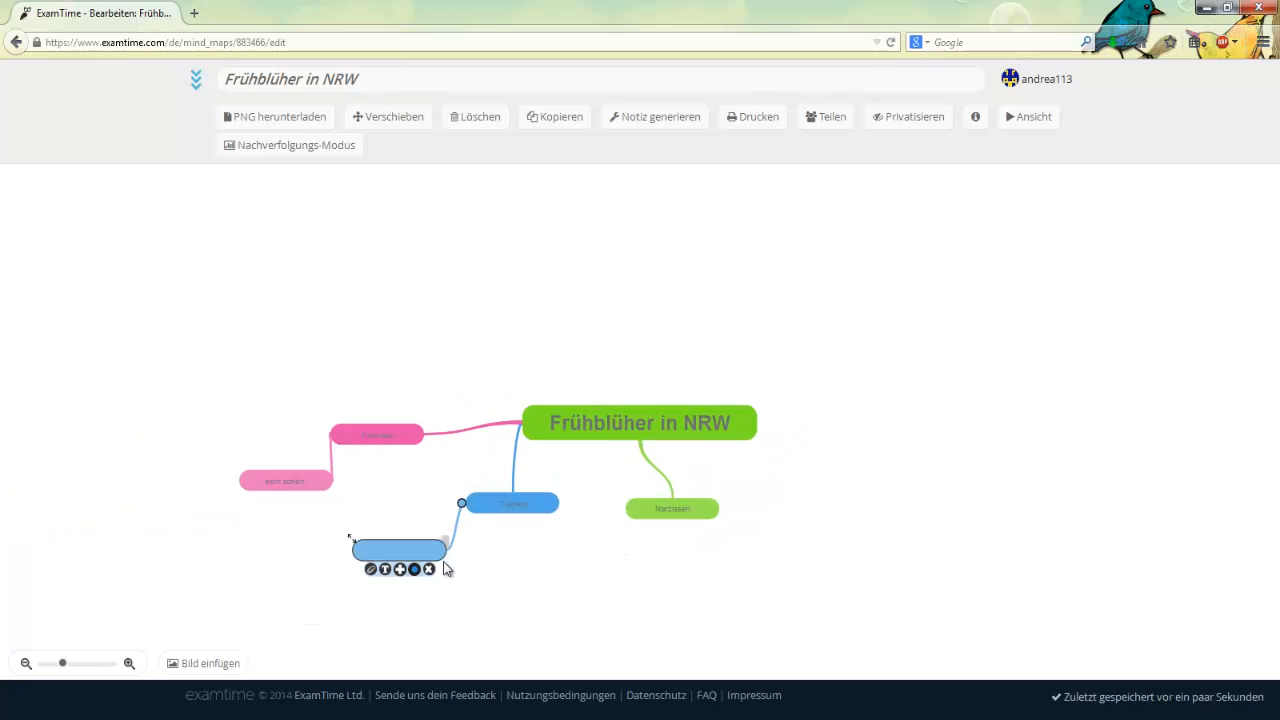 ExamTime - Bearbeiten: Frühb...
https://www.examtime.com/de/mind_maps/883466/edit
Google
Frühblüher in NRW
andrea113
PNG herunterladen
Verschieben
Löschen
Kopieren
Notiz generieren
Drucken
Teilen
Privatisieren
Ansicht
Nachverfolgungs-Modus
Frühblüher in NRW
Narzissen
Bild einfügen
examtime © 2014 ExamTime Ltd. | Sende uns dein Feedback | Nutzungsbedingungen | Datenschutz | FAQ | Impressum
Zuletzt gespeichert vor ein paar Sekunden